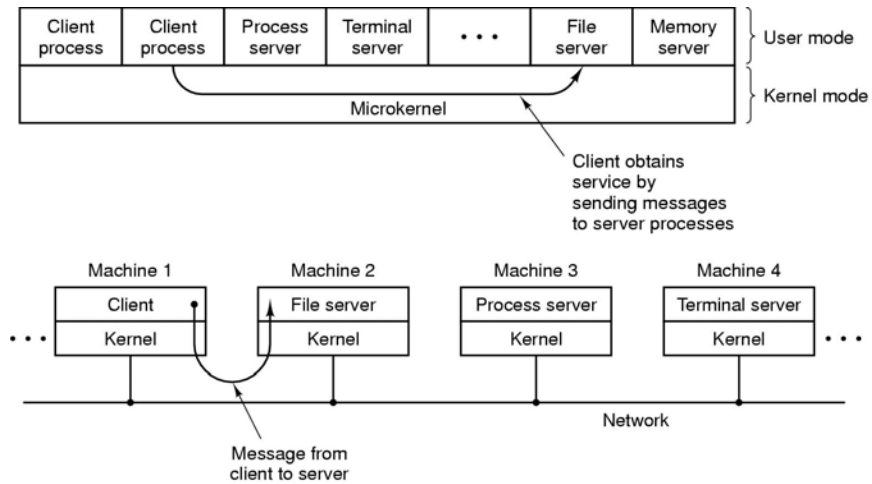 Client process
Client process
Process server
Terminal server
• • •
File server
Memory server
User mode
Microkernel
Kernel mode
Client obtains
service by
sending messages
to server processes
Machine 1
Machine 2
Machine 3
Machine 4
Client
File server
Process server
Terminal server
• • •
Kernel
Kernel
Kernel
Kernel
• • •
Network
Message from
client to server